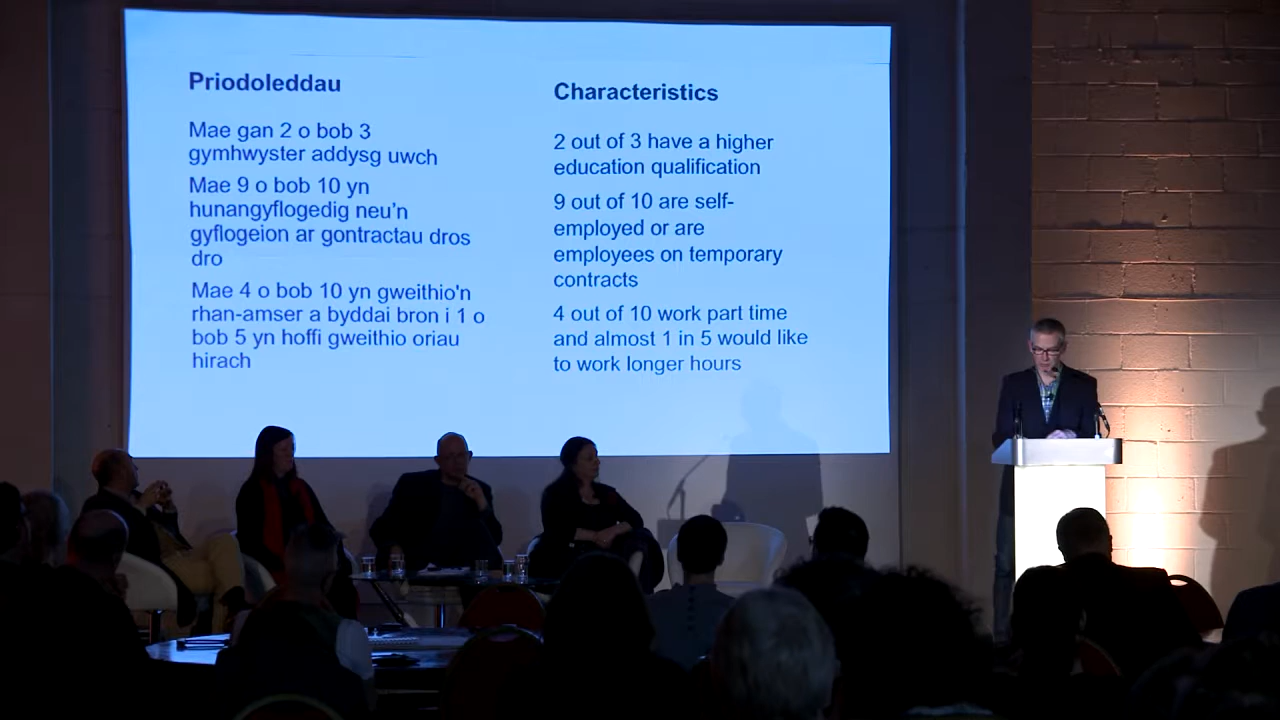 Priodoleddau
Mae gan 2 o bob 3
gymhwyster addysg uwch
Mae 9 o bob 10 yn
hunangyflogedig neu'n
gyflogeion ar gontractau dros
dro
Mae 4 o bob 10 yn gweithio'n
rhan-amser a byddai bron i 1 o
bob 5 yn hoffi gweithio oriau
hirach
Characteristics
2 out of 3 have a higher
education qualification
9 out of 10 are self-
employed or are
employees on temporary
contracts
4 out of 10 work part time
and almost 1 in 5 would like
to work longer hours